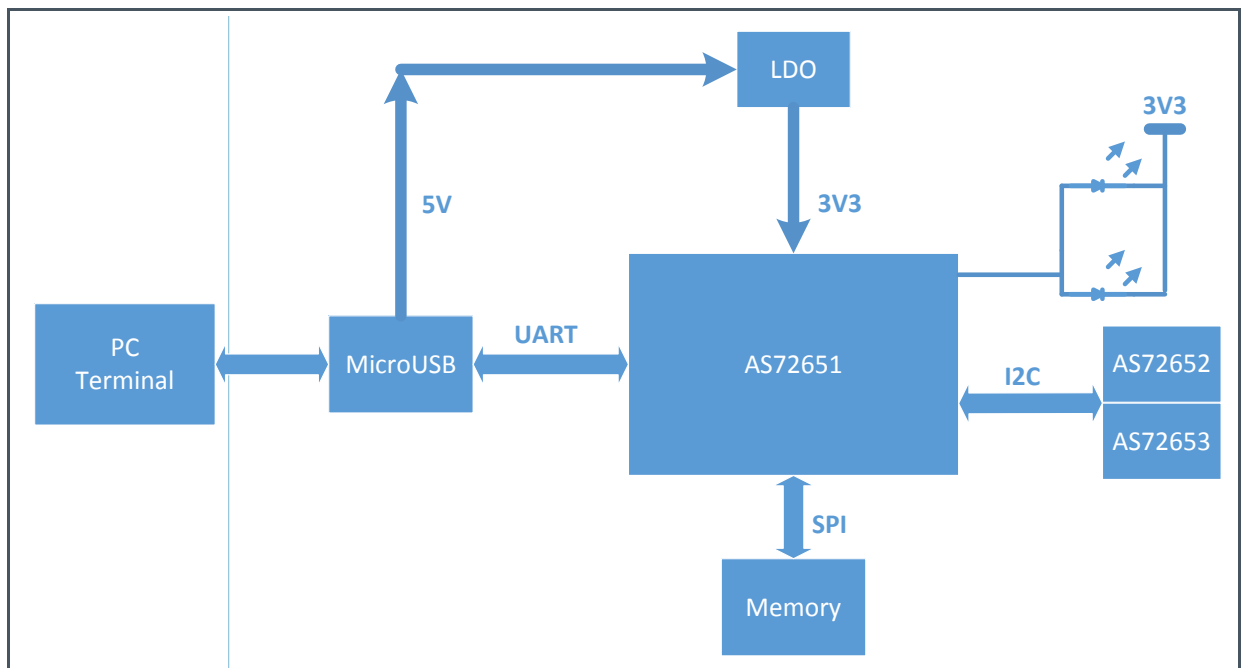 LDO
3V3
5V
3V3
PC
Terminal
MicroUSB
UART
AS72651
I2C
AS72652
AS72653
SPI
Memory